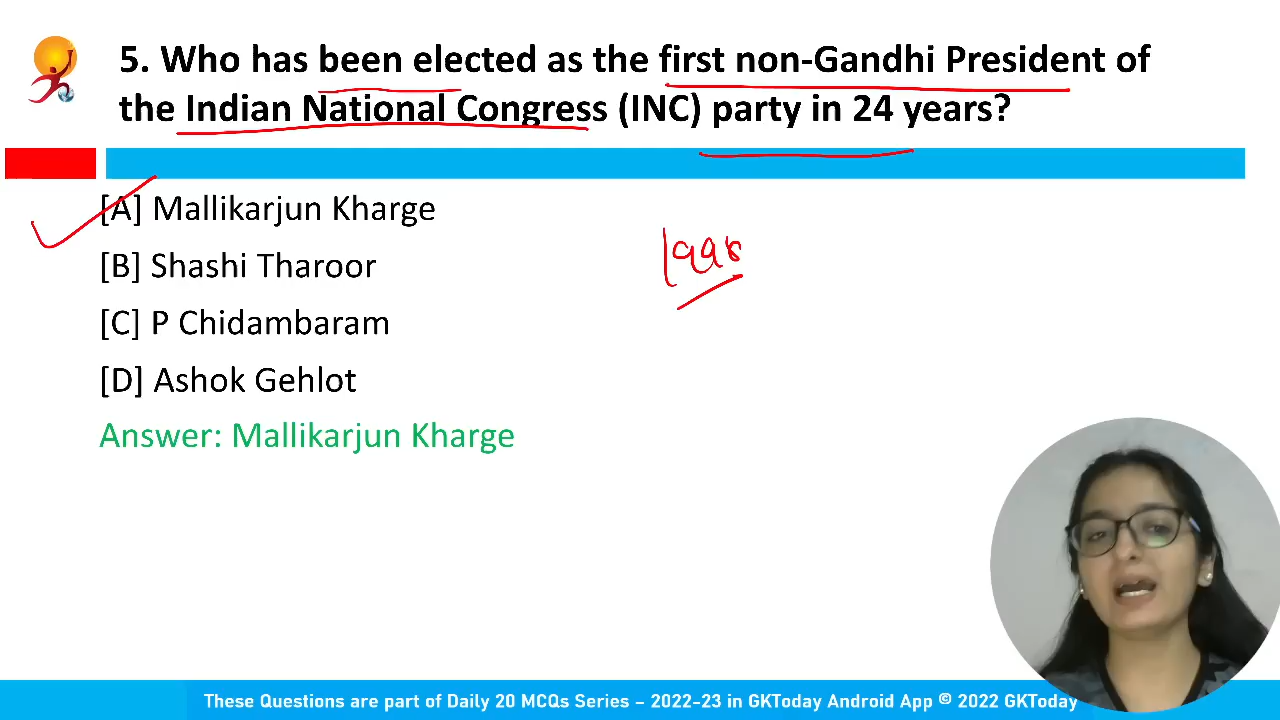 5. Who has been elected as the first non-Gandhi President of
the Indian National Congress (INC) party in 24 years?
[A] Mallikarjun Kharge
1998
[B] Shashi Tharoor
[C] P Chidambaram
[D] Ashok Gehlot
Answer: Mallikarjun Kharge
These Questions are part of Daily 20 MCQs Series – 2022-23 in GKToday Android App © 2022 GKToday